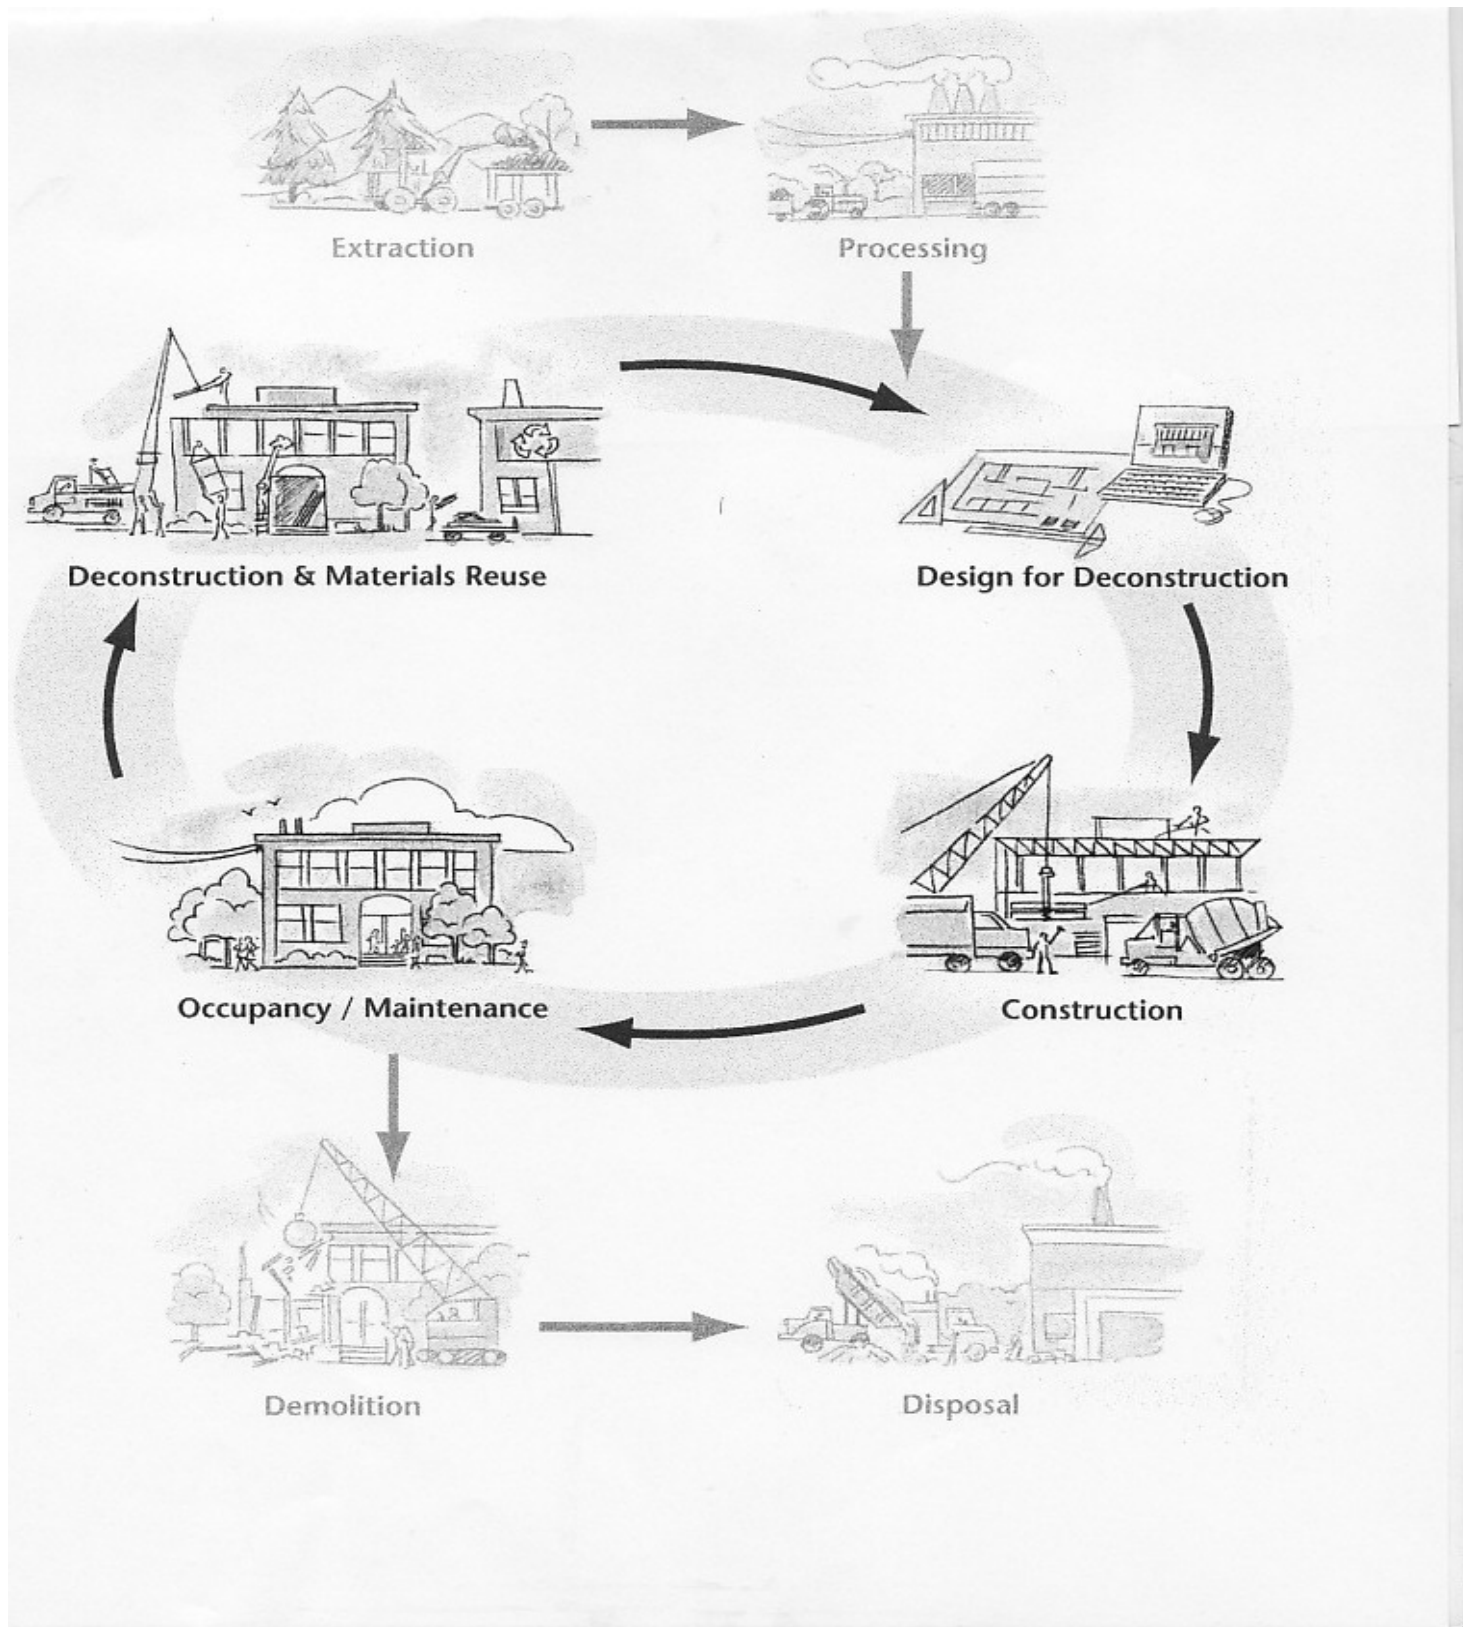 Extraction
Processing
Deconstruction & Materials Reuse
Design for Deconstruction
Occupancy / Maintenance
Construction
Demolition
Disposal